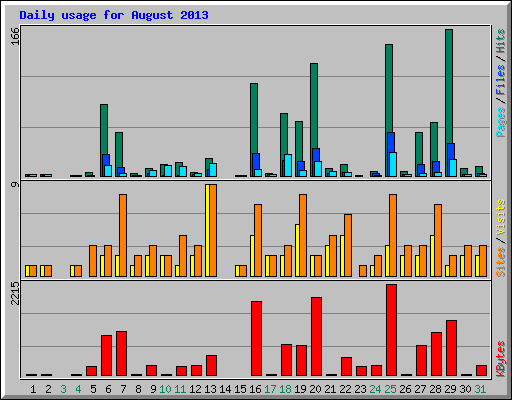 Daily usage for August 2013
166
Pages / Files / Hits
9
Sites / Visits
2215
KBytes
1 2 3 4 5 6 7 8 9 10 11 12 13 14 15 16 17 18 19 20 21 22 23 24 25 26 27 28 29 30 31